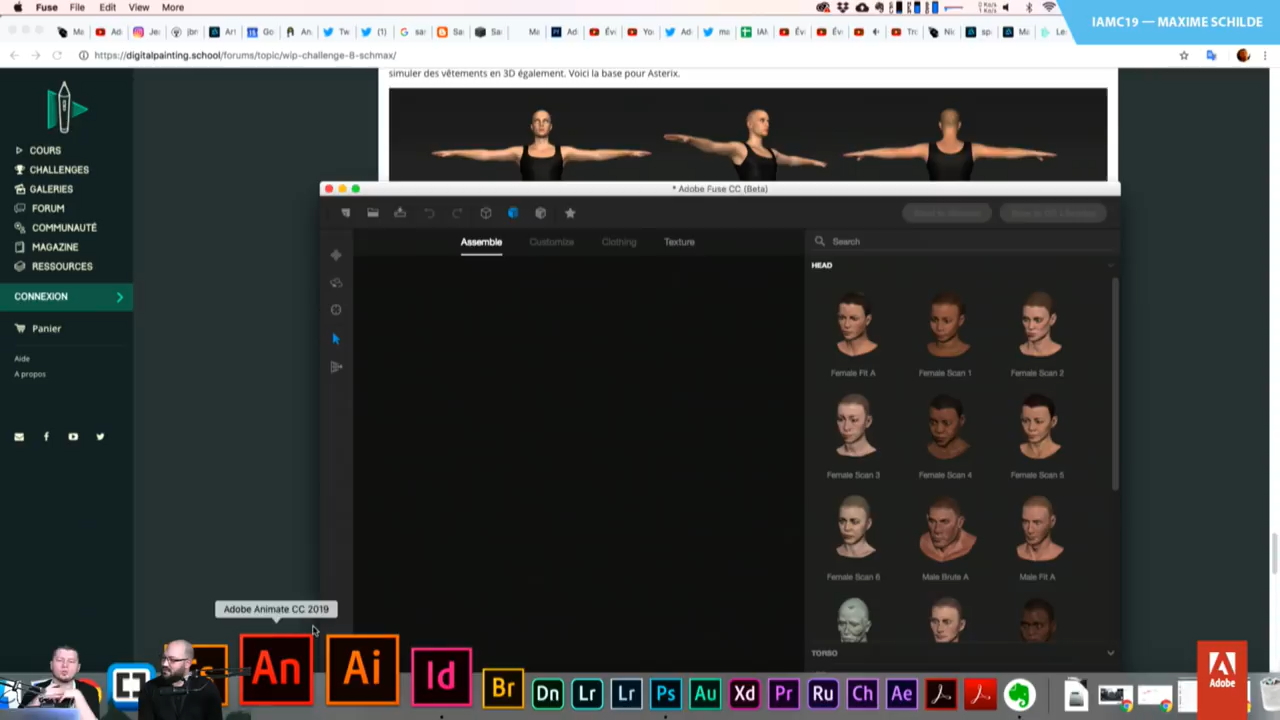 Fuse File Edit View More
IAMC19 — MAXIME SCHILDE
https://digitalpainting.school/forums/topic/wip-challenge-8-schmax/
simuler des vêtements en 3D également. Voici la base pour Asterix.
COURS
CHALLENGES
GALERIES
FORUM
COMMUNAUTÉ
MAGAZINE
RESSOURCES
CONNEXION
Panier
Aide
A propos
* Adobe Fuse CC (Beta)
Assemble Customize Clothing Texture
Search
HEAD
Female Fit A Female Scan 1 Female Scan 2
Female Scan 3 Female Scan 4 Female Scan 5
Female Scan 6 Male Brute A Male Fit A
TORSO
Adobe Animate CC 2019
An Ai Id Br Dn Lr Lr Ps Au Xd Pr Ru Ch Ae
Adobe